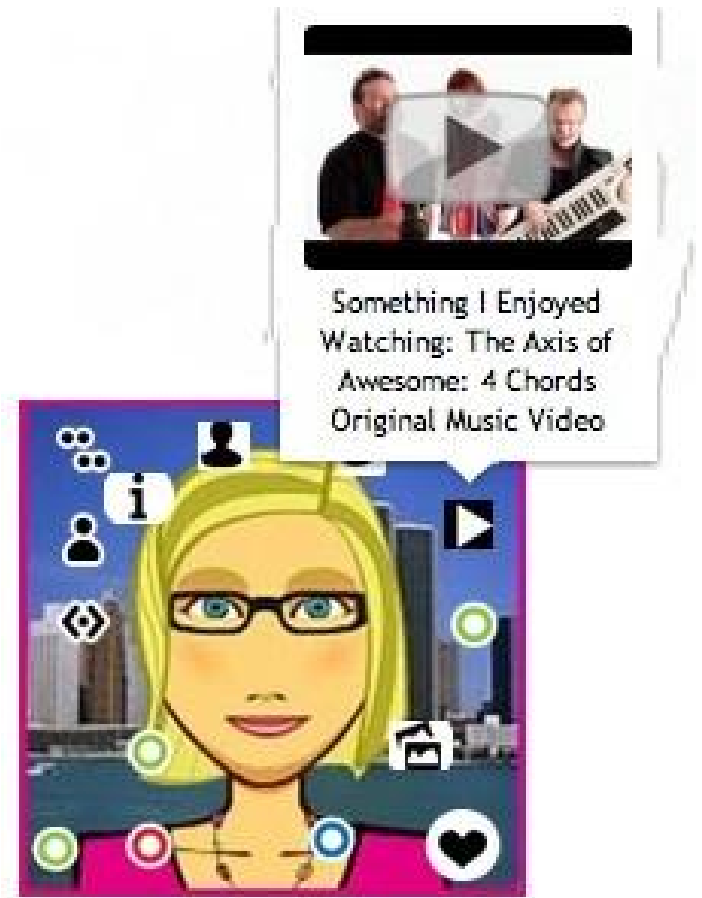 Something I Enjoyed
Watching: The Axis of
Awesome: 4 Chords
Original Music Video
i